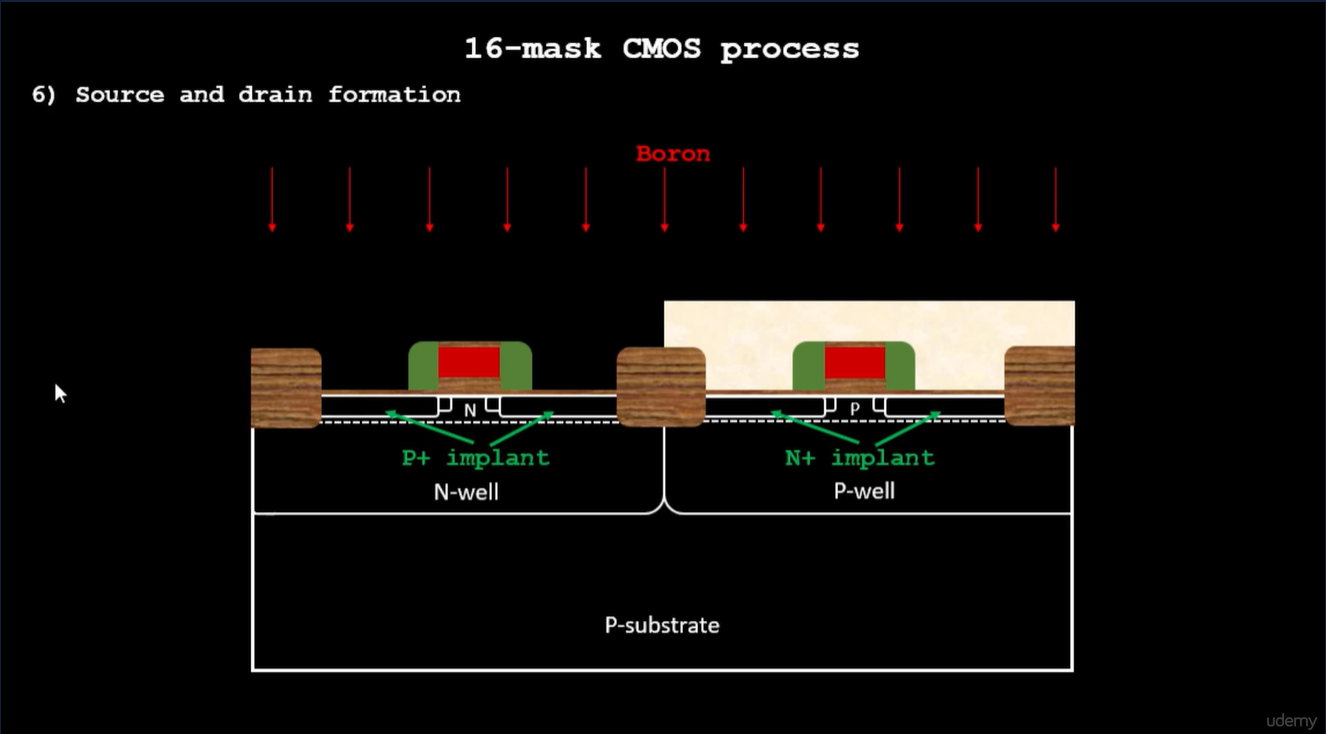 16-mask CMOS process
6) Source and drain formation
Boron
N
P
P+ implant
N+ implant
N-well
P-well
P-substrate
udemy